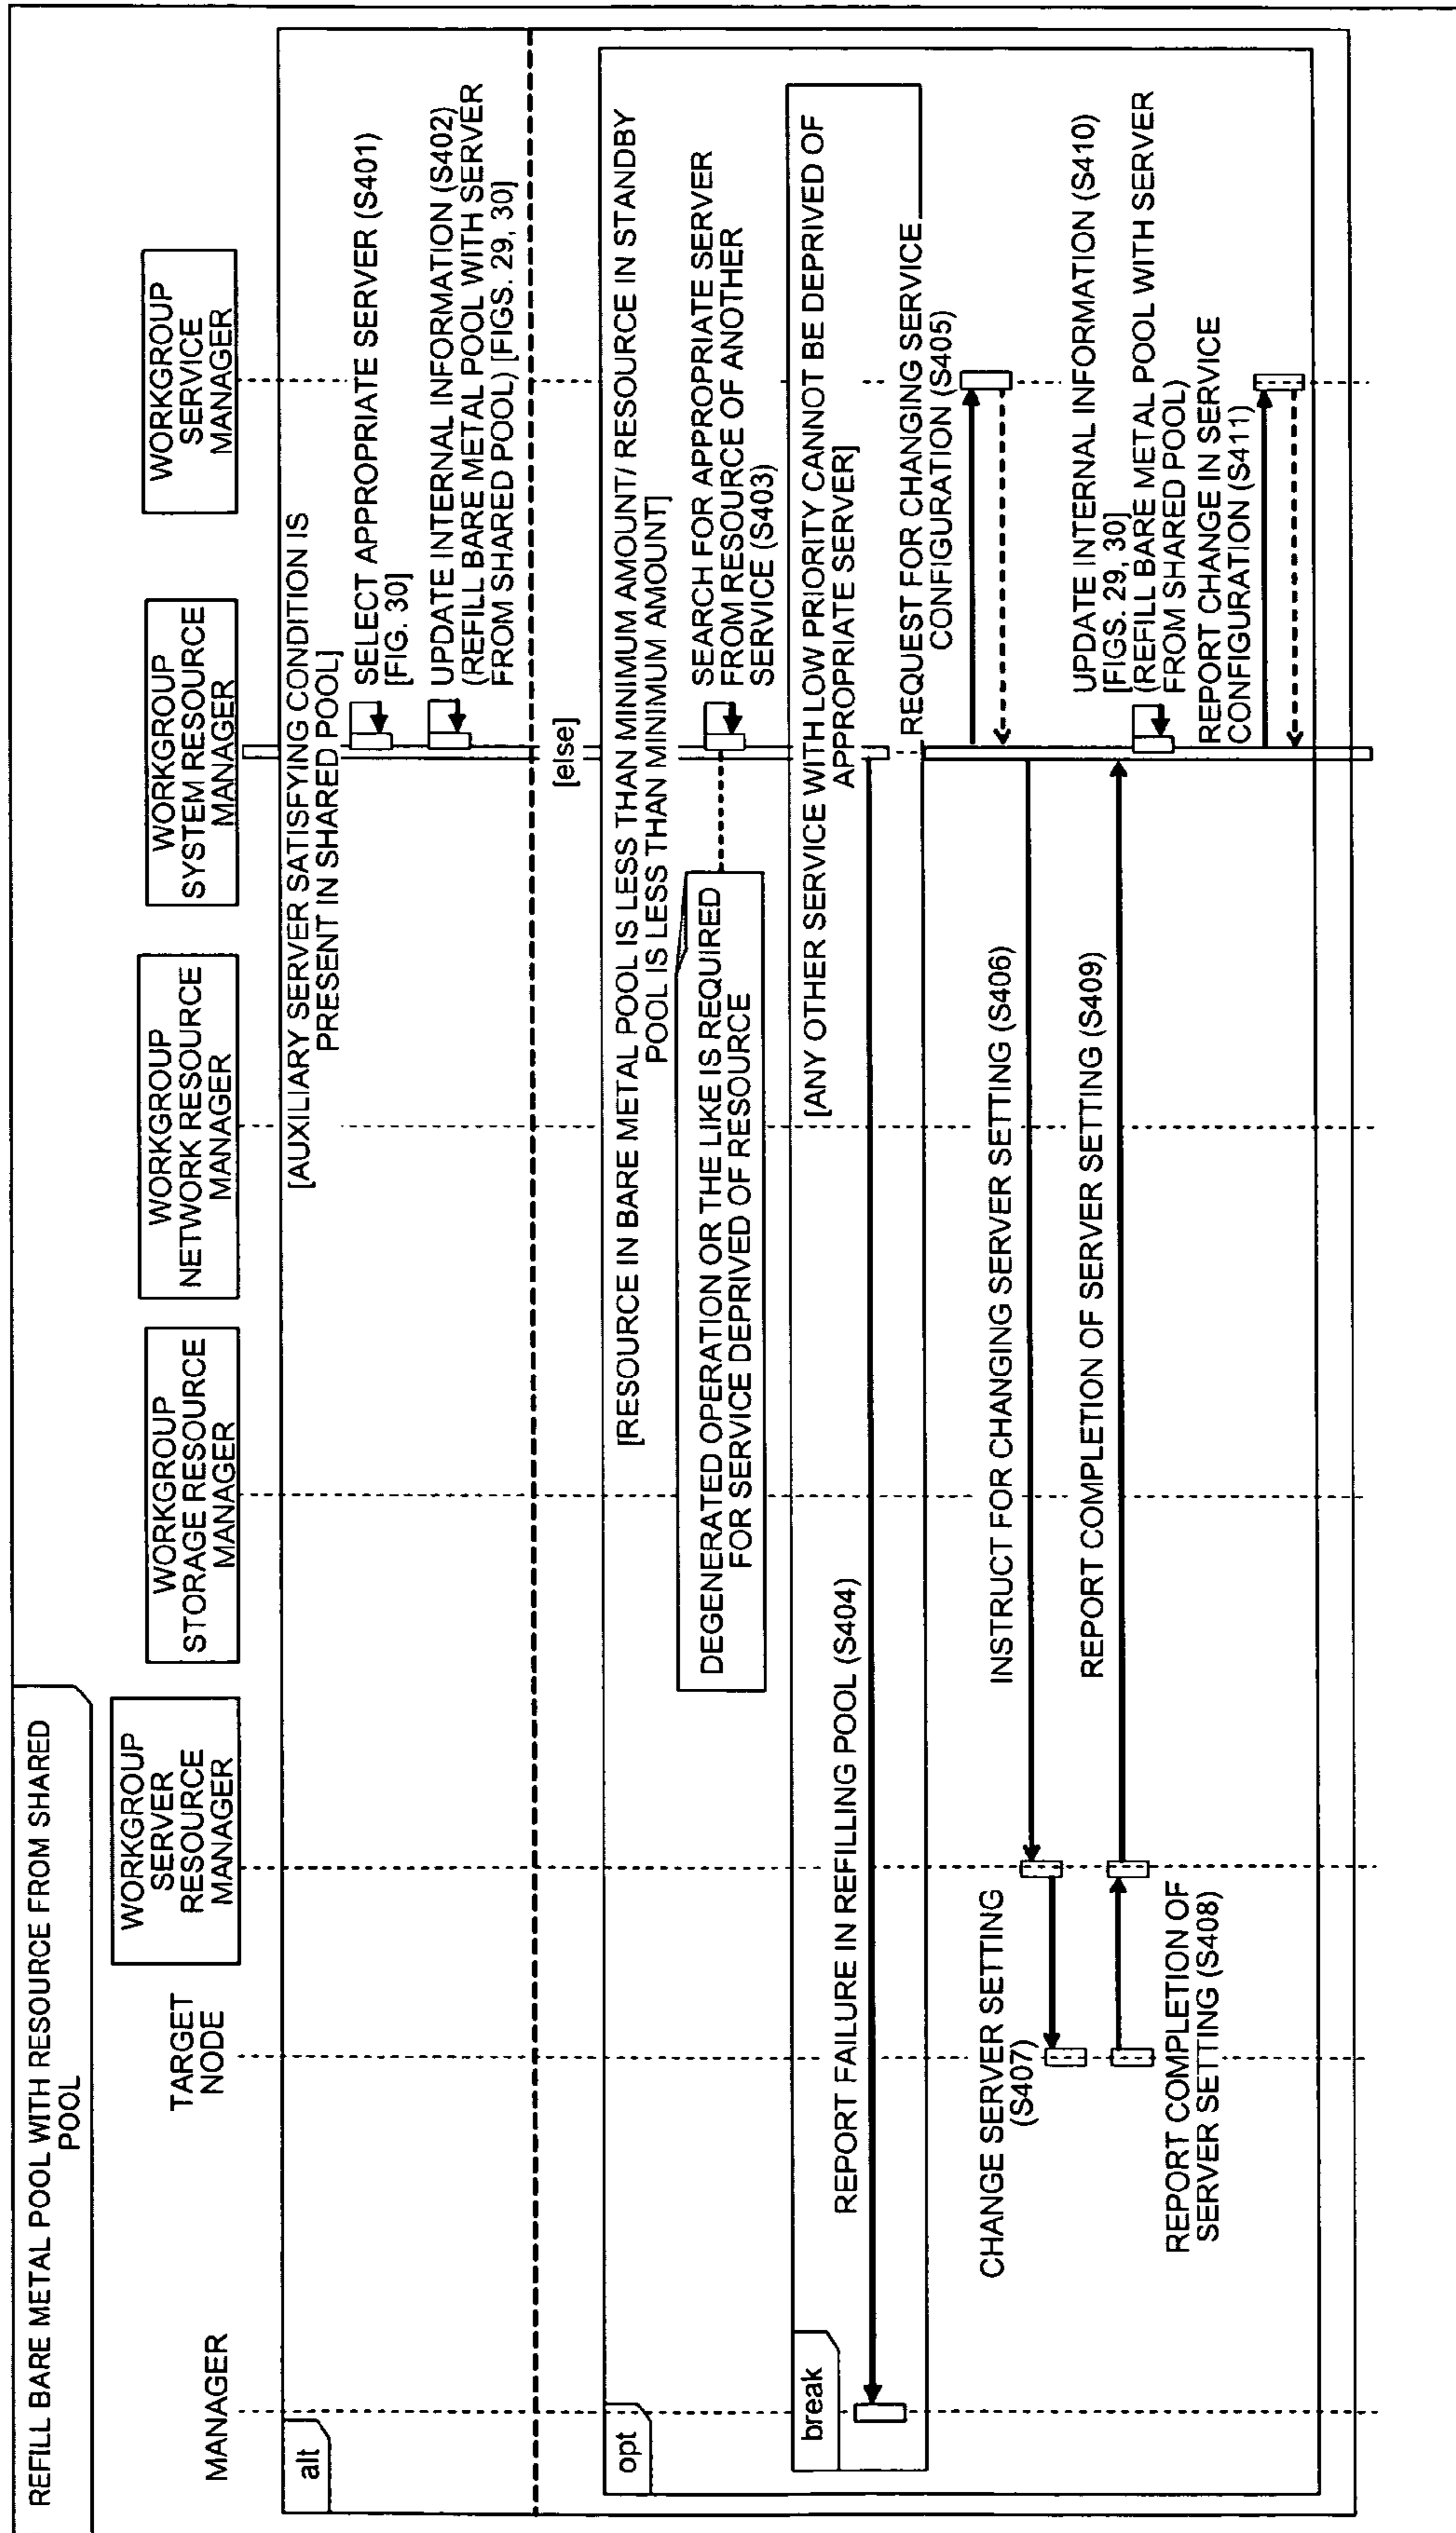 REFILL BARE METAL POOL WITH RESOURCE FROM SHARED
POOL
MANAGER
TARGET
NODE
WORKGROUP
SERVER
RESOURCE
MANAGER
WORKGROUP
STORAGE RESOURCE
MANAGER
WORKGROUP
NETWORK RESOURCE
MANAGER
WORKGROUP
SYSTEM RESOURCE
MANAGER
WORKGROUP
SERVICE
MANAGER
alt
[AUXILIARY SERVER SATISFYING CONDITION IS
PRESENT IN SHARED POOL]
SELECT APPROPRIATE SERVER (S401)
[FIG. 30]
UPDATE INTERNAL INFORMATION (S402)
(REFILL BARE METAL POOL WITH SERVER
FROM SHARED POOL) [FIGS. 29, 30]
[else]
opt
[RESOURCE IN BARE METAL POOL IS LESS THAN MINIMUM AMOUNT/ RESOURCE IN STANDBY
POOL IS LESS THAN MINIMUM AMOUNT]
SEARCH FOR APPROPRIATE SERVER
FROM RESOURCE OF ANOTHER
SERVICE (S403)
DEGENERATED OPERATION OR THE LIKE IS REQUIRED
FOR SERVICE DEPRIVED OF RESOURCE
break
[ANY OTHER SERVICE WITH LOW PRIORITY CANNOT BE DEPRIVED OF
APPROPRIATE SERVER]
REPORT FAILURE IN REFILLING POOL (S404)
REQUEST FOR CHANGING SERVICE
CONFIGURATION (S405)
INSTRUCT FOR CHANGING SERVER SETTING (S406)
CHANGE SERVER SETTING
(S407)
REPORT COMPLETION OF
SERVER SETTING (S408)
REPORT COMPLETION OF SERVER SETTING (S409)
UPDATE INTERNAL INFORMATION (S410)
[FIGS. 29, 30]
(REFILL BARE METAL POOL WITH SERVER
FROM SHARED POOL)
REPORT CHANGE IN SERVICE
CONFIGURATION (S411)